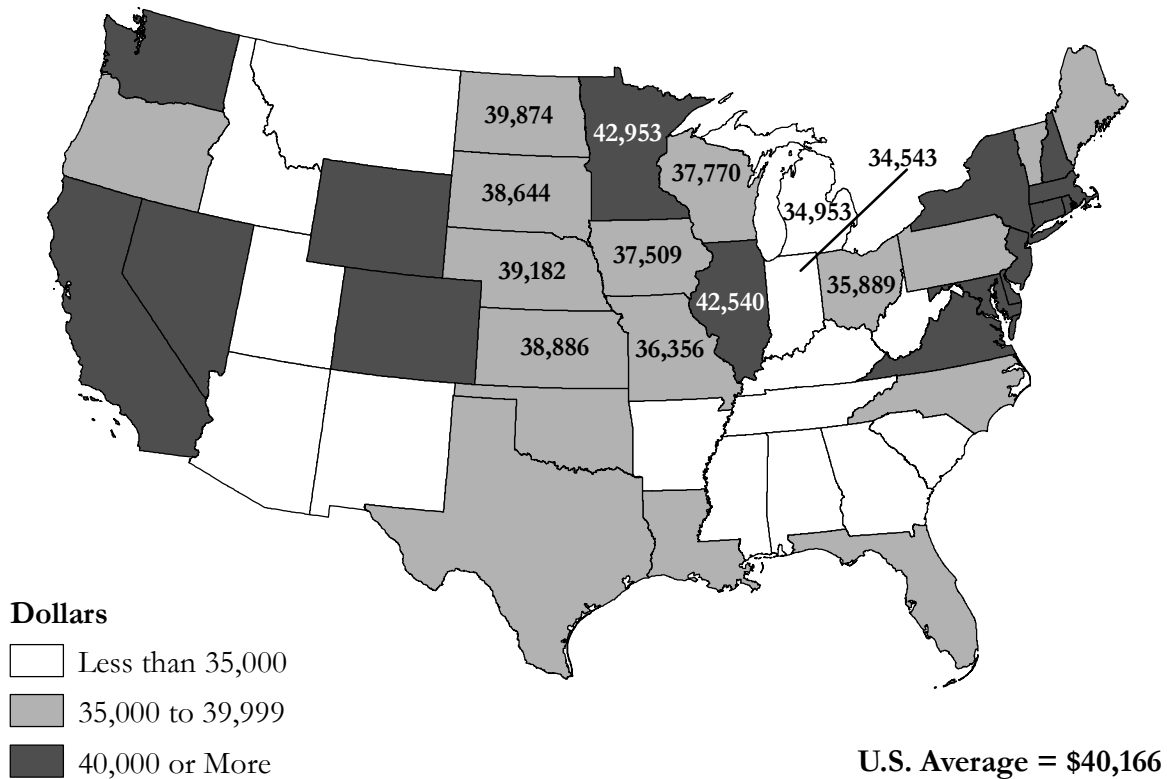 39,874
42,953
34,543
37,770
38,644
34,953
37,509
39,182
35,889
42,540
38,886
36,356
Dollars
Less than 35,000
35,000 to 39,999
40,000 or More
U.S. Average = $40,166